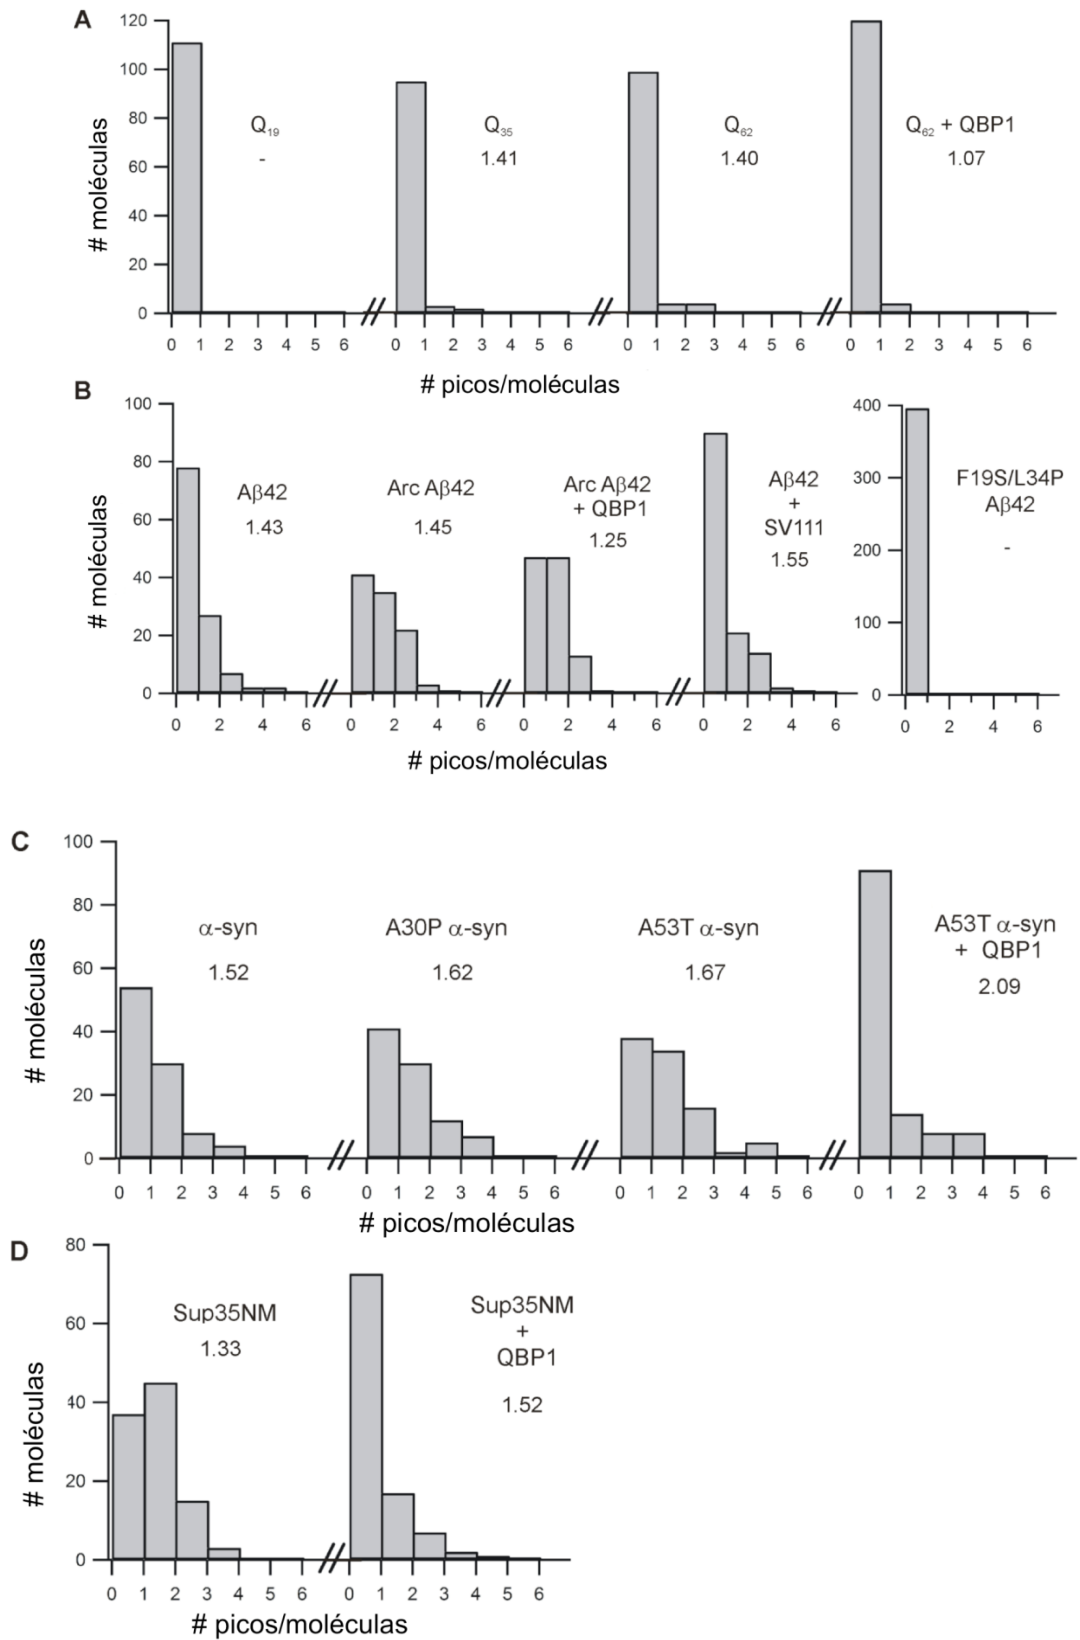 A
# moléculas
120
100
80
60
40
20
0
Q19
-
Q35
1.41
Q62
1.40
Q62 + QBP1
1.07
0 1 2 3 4 5 6
0 1 2 3 4 5 6
0 1 2 3 4 5 6
0 1 2 3 4 5 6
# picos/moléculas
B
# moléculas
100
80
60
40
20
0
Aβ42
1.43
Arc Aβ42
1.45
Arc Aβ42
+ QBP1
1.25
Aβ42
+
SV111
1.55
400
300
200
100
0
F19S/L34P
Aβ42
-
0 2 4 6
0 2 4 6
0 2 4 6
0 2 4 6
0 2 4 6
# picos/moléculas
C
# moléculas
100
80
60
40
20
0
α-syn
1.52
A30P α-syn
1.62
A53T α-syn
1.67
A53T α-syn
+ QBP1
2.09
0 1 2 3 4 5 6
0 1 2 3 4 5 6
0 1 2 3 4 5 6
0 1 2 3 4 5 6
# picos/moléculas
D
# moléculas
80
60
40
20
0
Sup35NM
1.33
Sup35NM
+
QBP1
1.52
0 1 2 3 4 5 6
0 1 2 3 4 5 6
# picos/moléculas